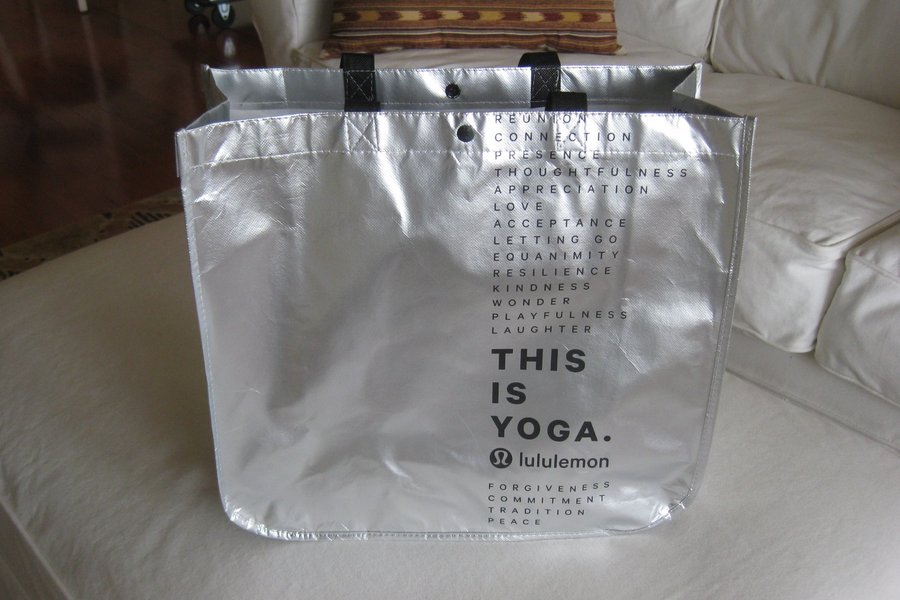 REUNION
CONNECTION
PRESENCE
THOUGHTFULNESS
APPRECIATION
LOVE
ACCEPTANCE
LETTING GO
EQUANIMITY
RESILIENCE
KINDNESS
WONDER
PLAYFULNESS
LAUGHTER
THIS
IS
YOGA.
lululemon
FORGIVENESS
COMMITMENT
TRADITION
PEACE